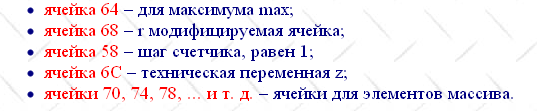 • ячейка 64 – для максимума max;
• ячейка 68 – r модифицируемая ячейка;
• ячейка 58 – шаг счетчика, равен 1;
• ячейка 6C – техническая переменная z;
• ячейки 70, 74, 78, ... и т. д. – ячейки для элементов массива.